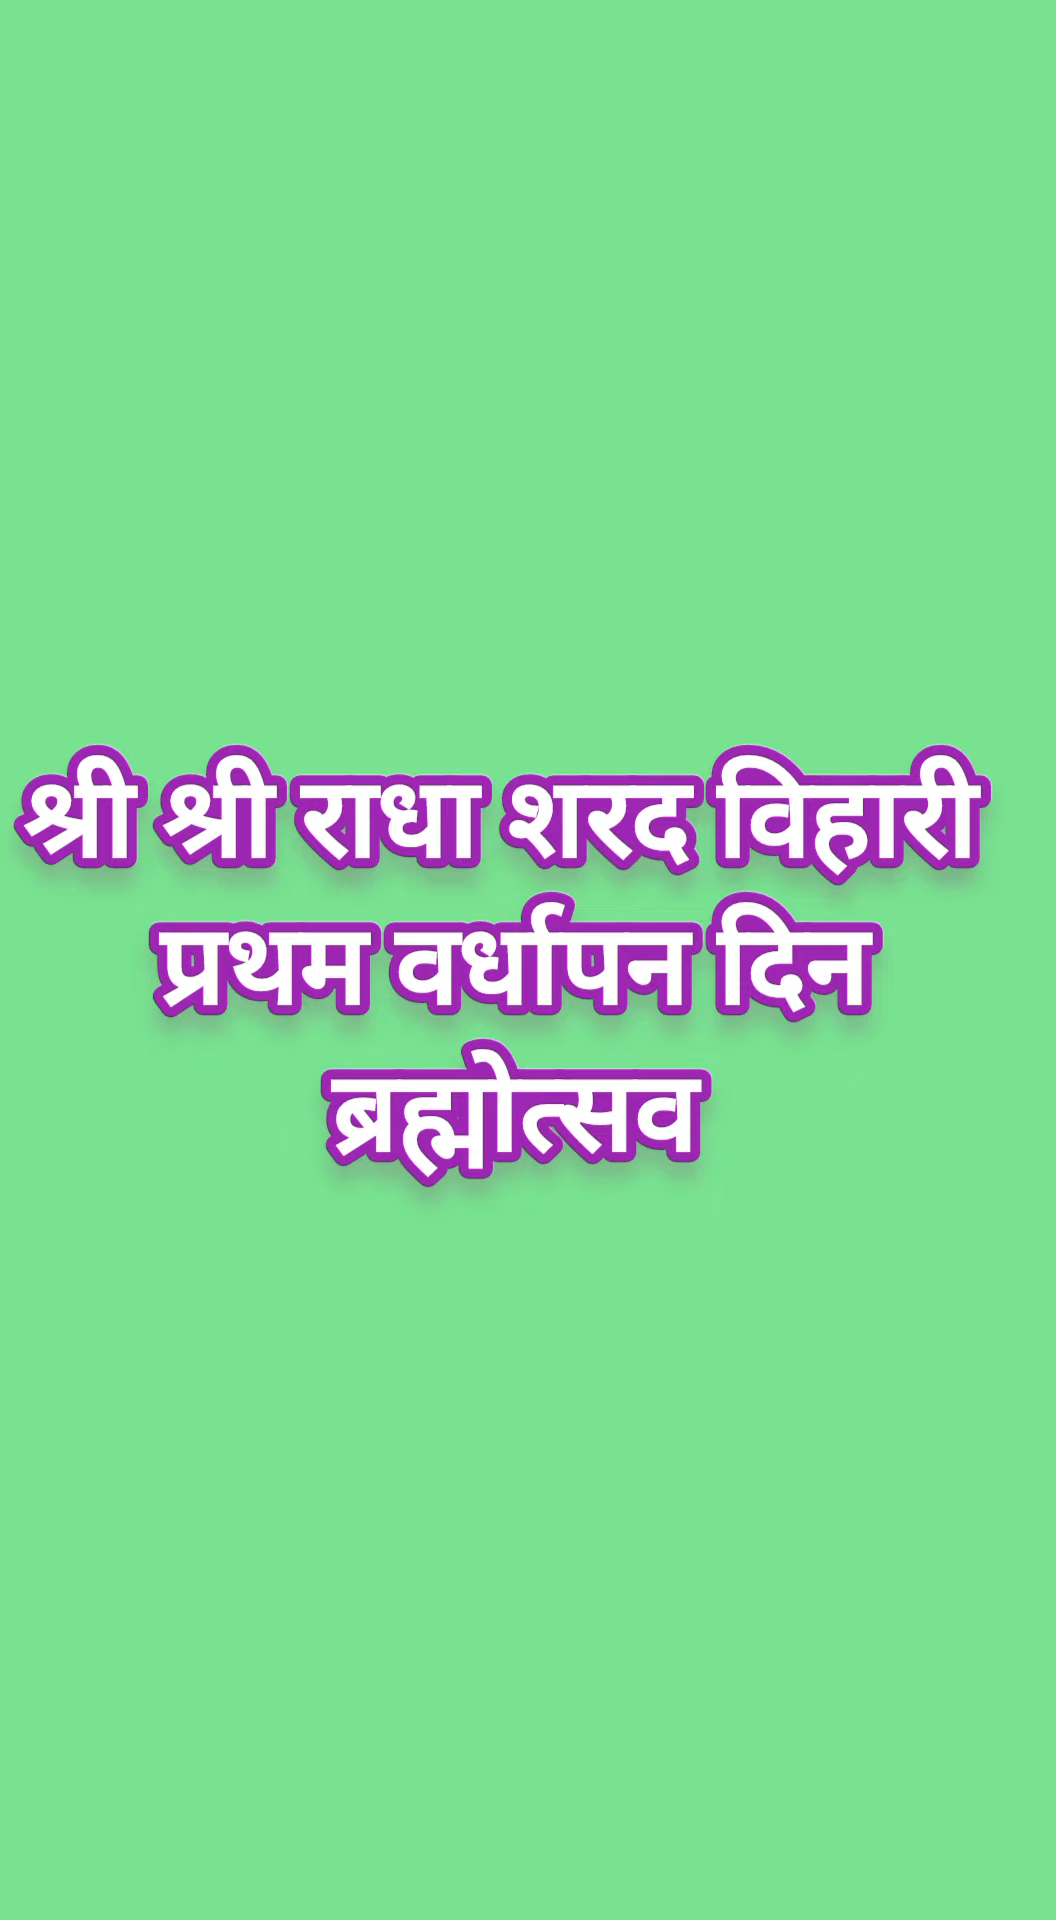 श्री श्री राधा शरद विहारी
प्रथम वर्धापन दिन
ब्रह्मोत्सव